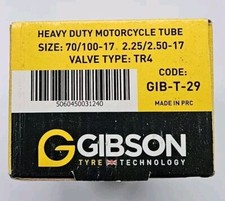 HEAVY DUTY MOTORCYCLE TUBE
SIZE: 70/100-17 2.25/2.50-17
VALVE TYPE: TR4
CODE:
GIB-T-29
5060450031240
MADE IN PRC
GIBSON
TYRE TECHNOLOGY